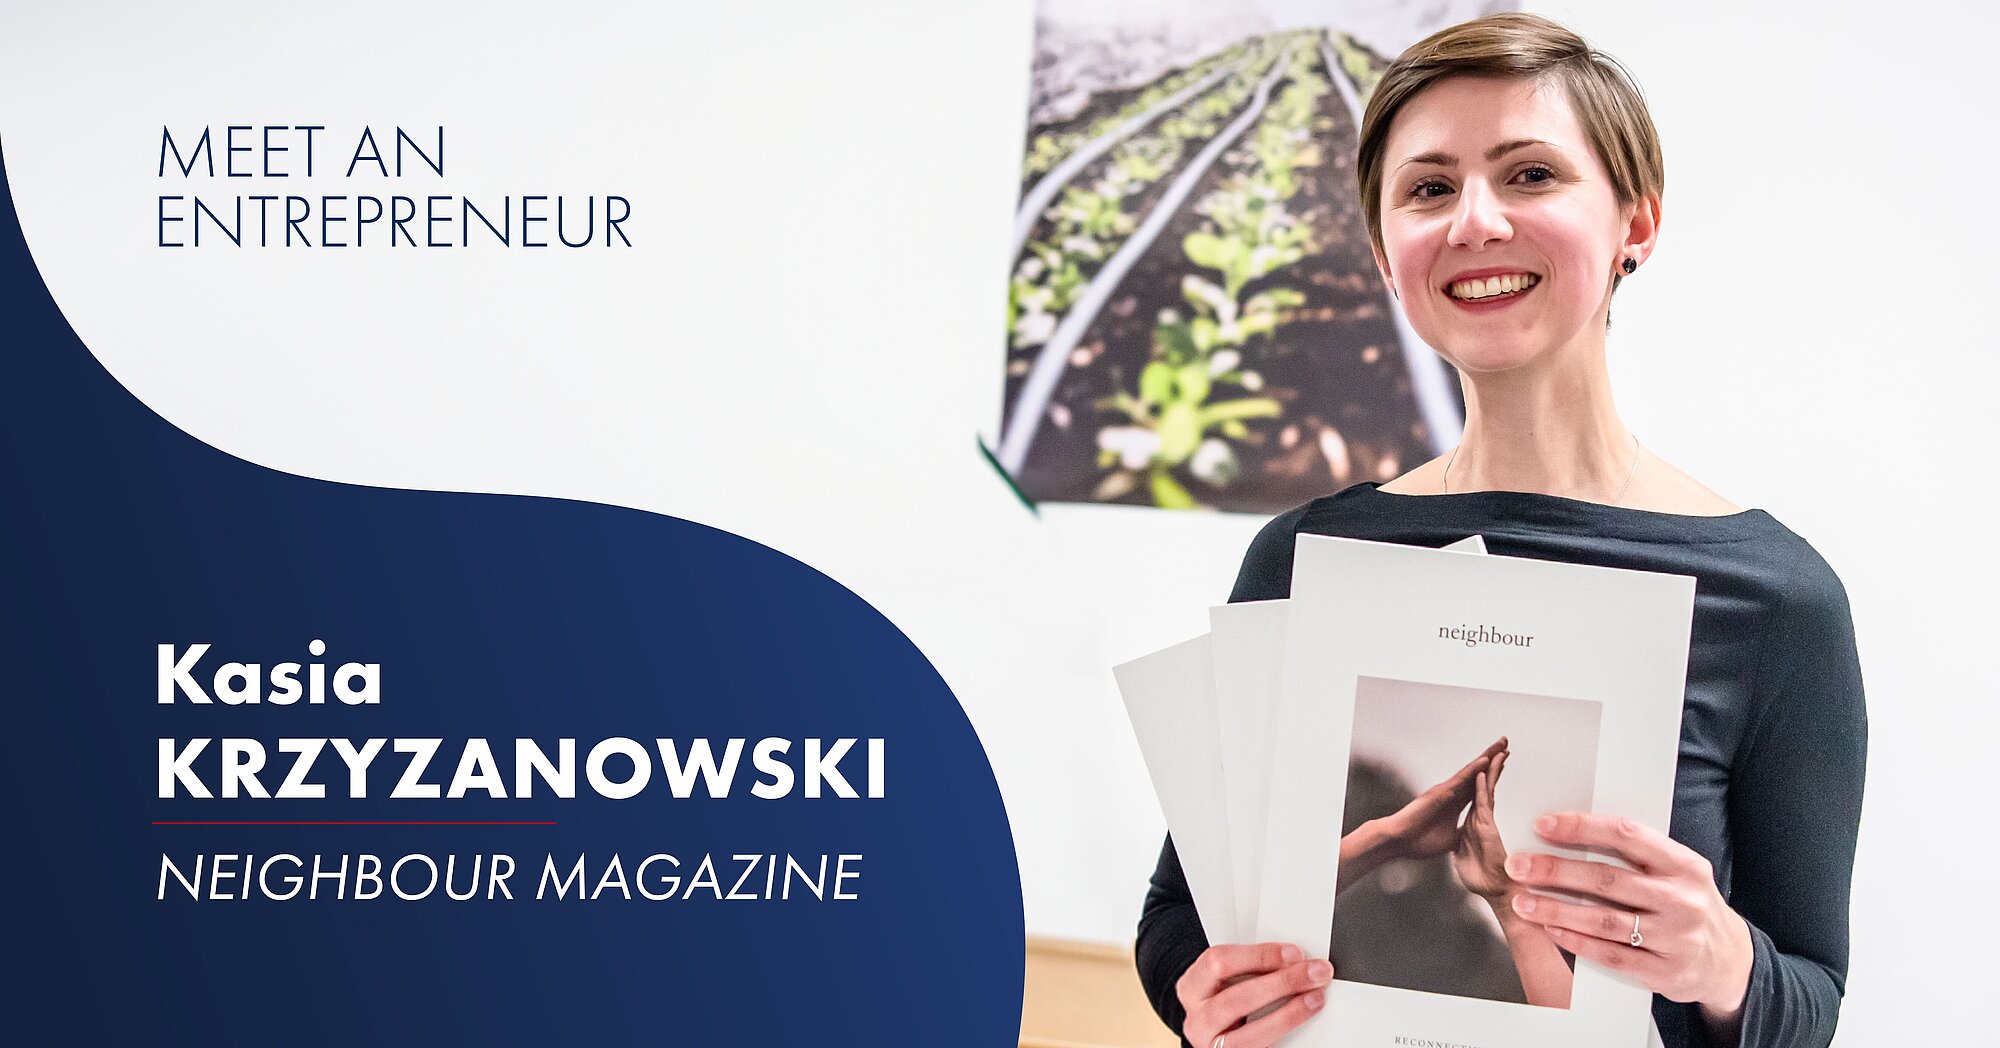 MEET AN
ENTREPRENEUR
Kasia
KRZYZANOWSKI
NEIGHBOUR MAGAZINE
neighbour